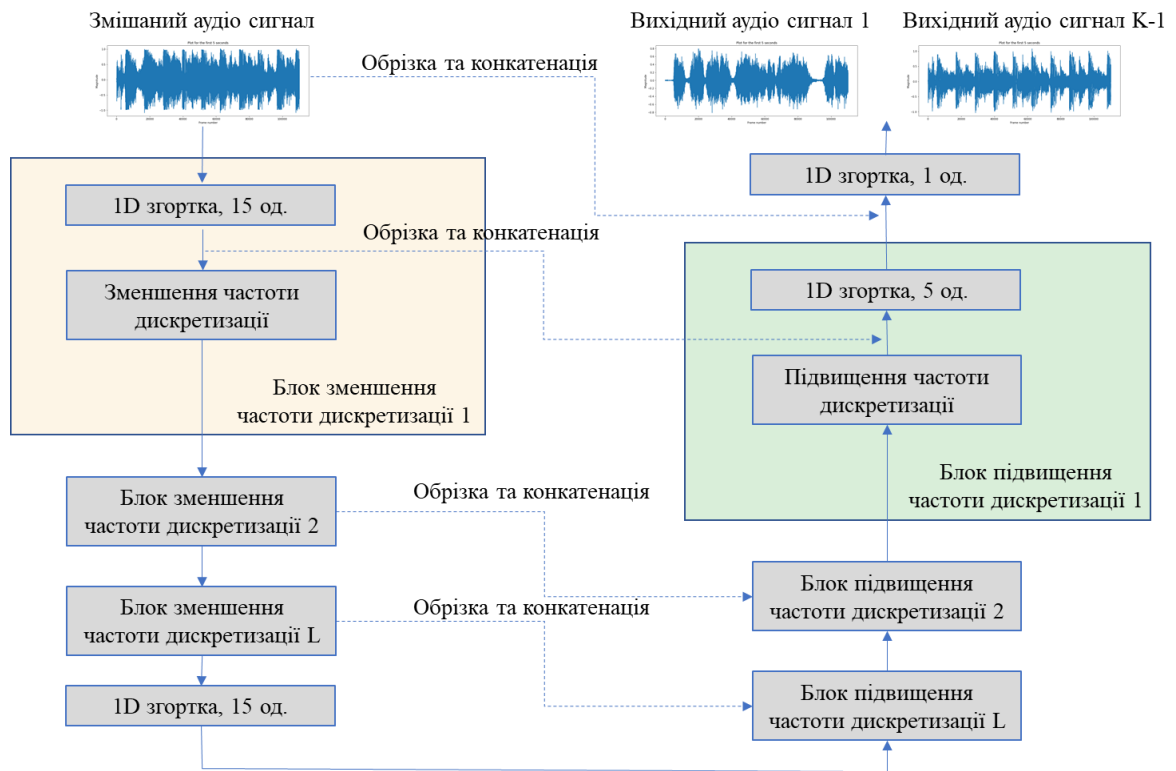 Змішаний аудіо сигнал
Вихідний аудіо сигнал 1
Вихідний аудіо сигнал K-1
Обрізка та конкатенація
1D згортка, 15 од.
Обрізка та конкатенація
Зменшення частоти
дискретизації
Блок зменшення
частоти дискретизації 1
1D згортка, 1 од.
1D згортка, 5 од.
Підвищення частоти
дискретизації
Блок підвищення
частоти дискретизації 1
Блок зменшення
частоти дискретизації 2
Обрізка та конкатенація
Блок зменшення
частоти дискретизації L
Обрізка та конкатенація
1D згортка, 15 од.
Блок підвищення
частоти дискретизації 2
Блок підвищення
частоти дискретизації L